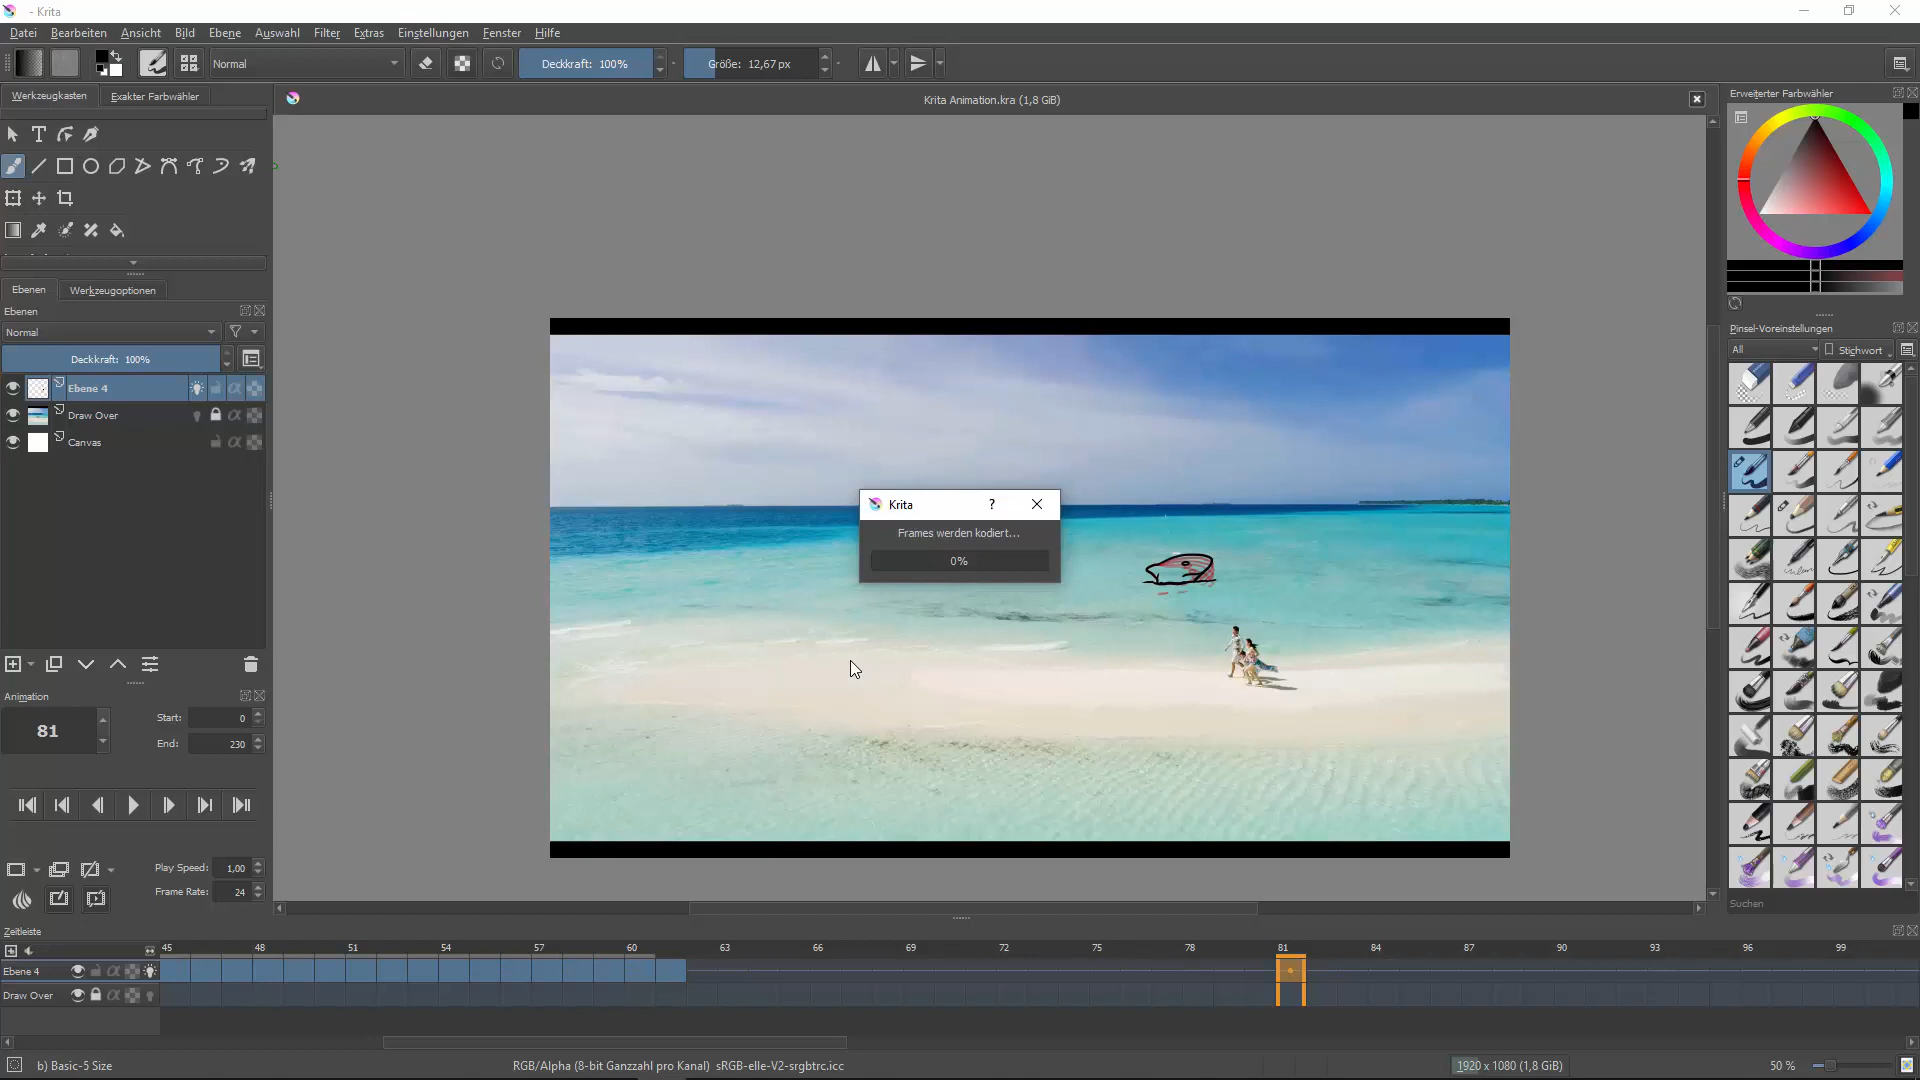 - Krita
Datei Bearbeiten Ansicht Bild Ebene Auswahl Filter Extras Einstellungen Fenster Hilfe
Normal Deckkraft: 100% Größe: 12,67 px
Werkzeugkasten Exakter Farbwähler
Krita Animation.kra (1,8 GiB)
Erweiterter Farbwähler
Ebenen Werkzeugoptionen
Ebenen
Normal
Deckkraft: 100%
Ebene 4
Draw Over
Canvas
Pinsel-Voreinstellungen
All Stichwort
Krita ?
Frames werden kodiert...
0%
Animation
81
Start: 0
End: 230
Play Speed: 1,00
Frame Rate: 24
Suchen
Zeitleiste
45 48 51 54 57 60 63 66 69 72 75 78 81 84 87 90 93 96 99
Ebene 4
Draw Over
b) Basic-5 Size RGB/Alpha (8-bit Ganzzahl pro Kanal) sRGB-elle-V2-srgbtrc.icc 1920 x 1080 (1,8 GiB) 50 %